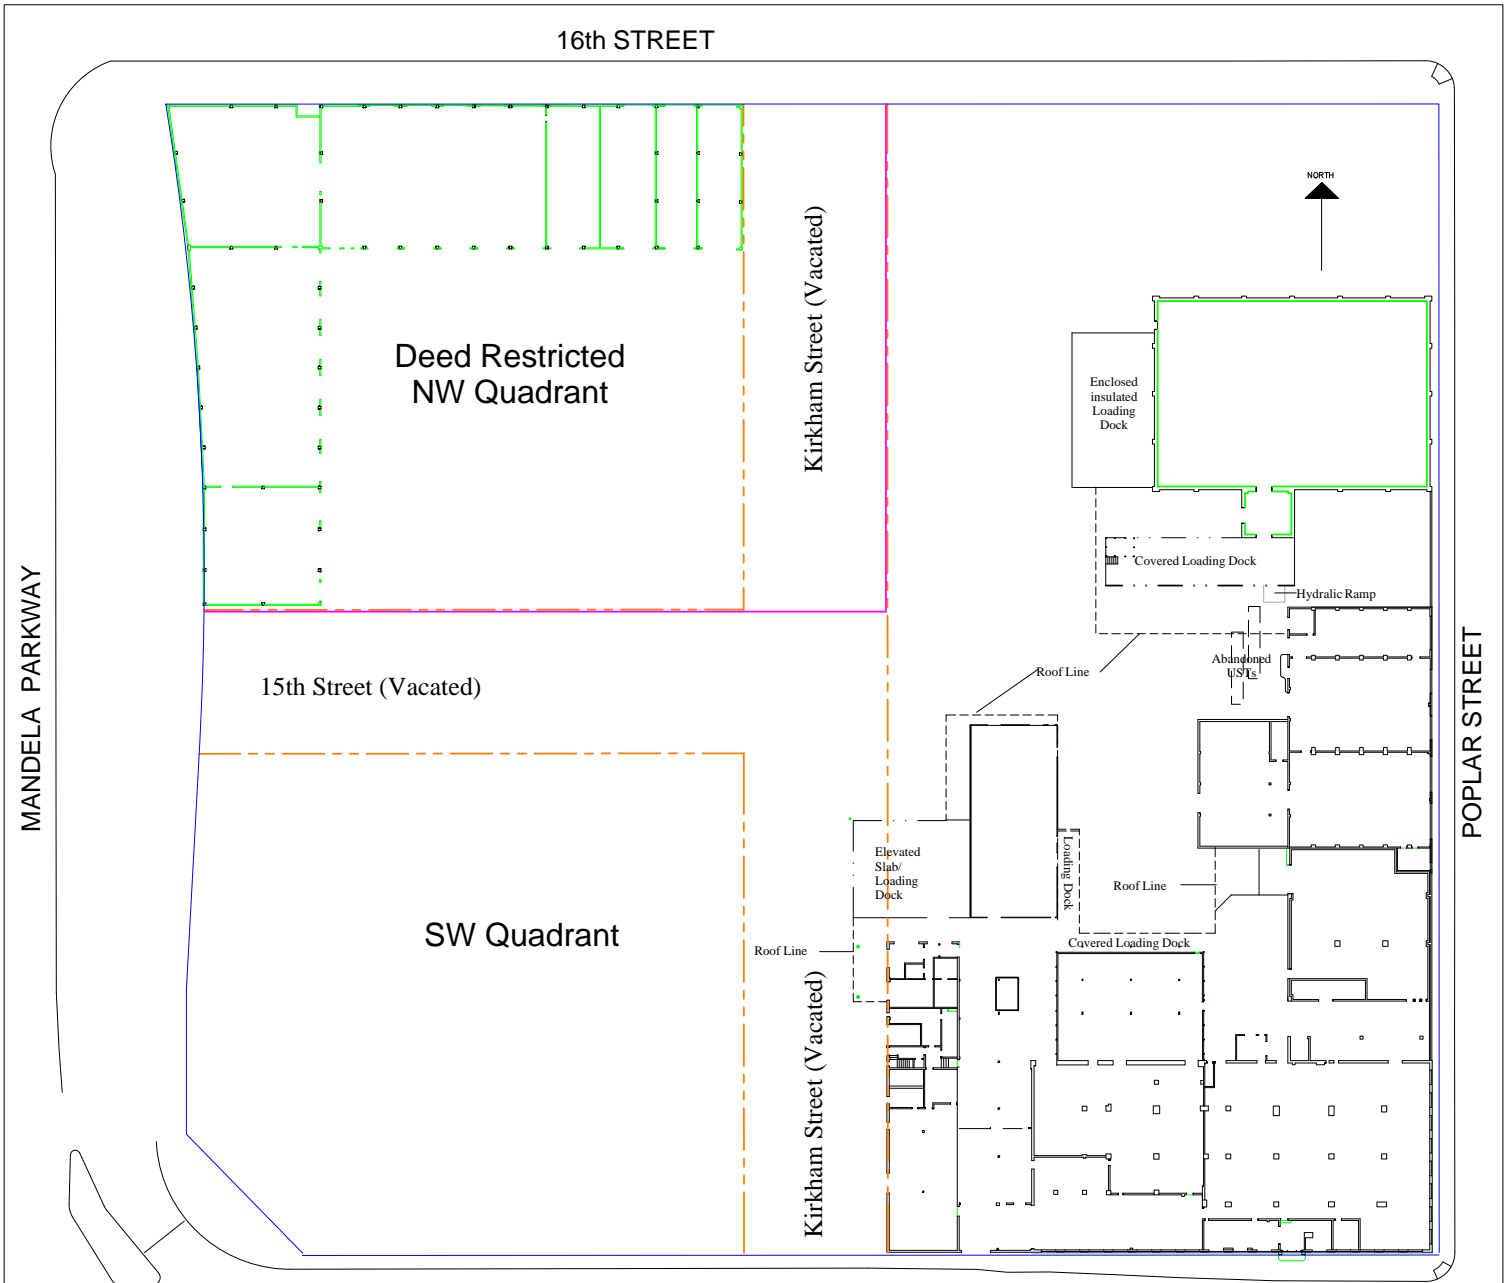 16th STREET
NORTH
Kirkham Street (Vacated)
Deed Restricted
NW Quadrant
Enclosed
insulated
Loading
Dock
Covered Loading Dock
Hydralic Ramp
MANDELA PARKWAY
POPLAR STREET
Abandoned
USTs
Roof Line
15th Street (Vacated)
Elevated
Slab/
Loading
Dock
Loading Dock
Roof Line
SW Quadrant
Roof Line
Covered Loading Dock
Kirkham Street (Vacated)